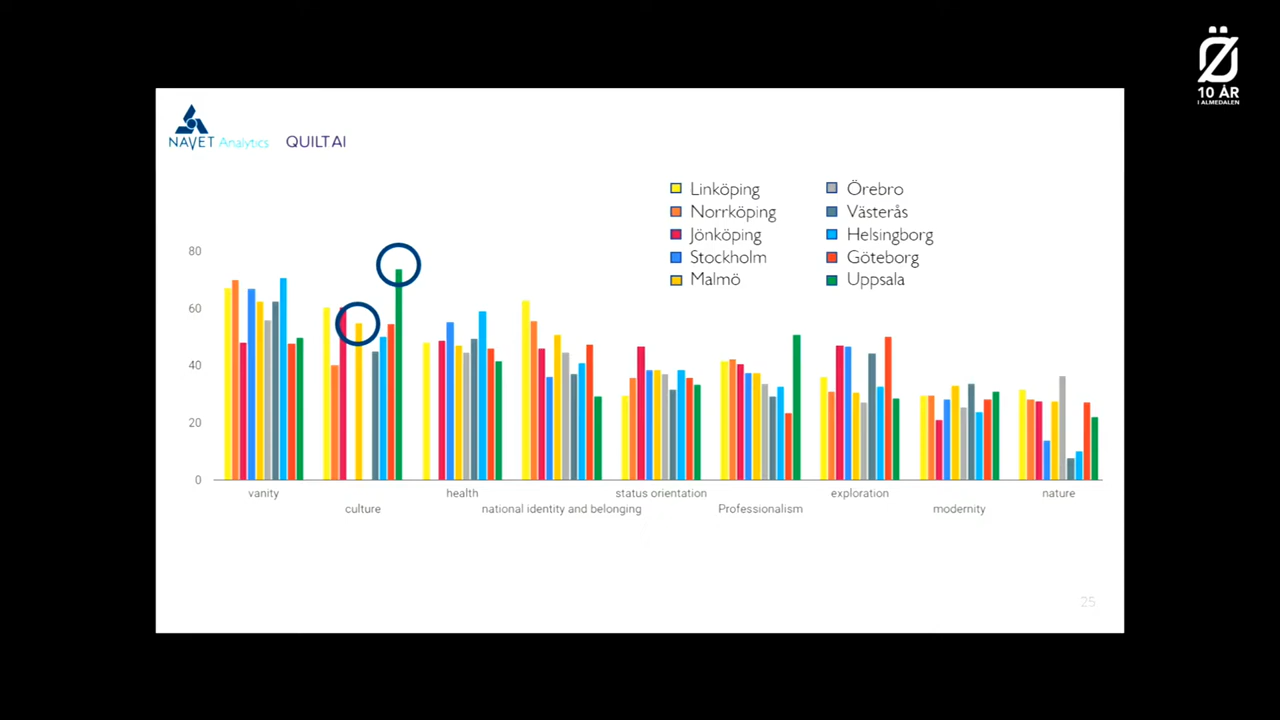 10 ÅR
I ALMEDALEN
NAVET Analytics QUILT.AI
Linköping
Norrköping
Jönköping
Stockholm
Malmö
Örebro
Västerås
Helsingborg
Göteborg
Uppsala
80
60
40
20
0
vanity
culture
health
national identity and belonging
status orientation
Professionalism
exploration
modernity
nature
25